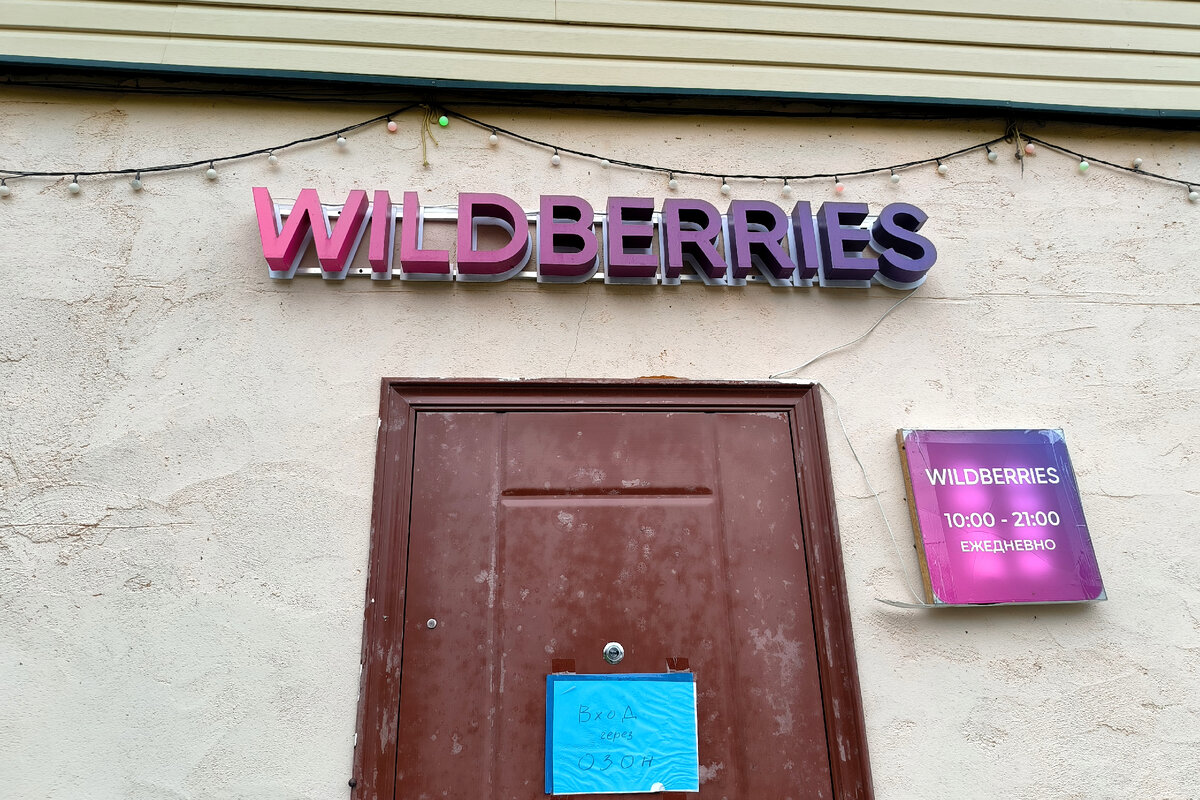 WILDBERRIES
WILDBERRIES
10:00 - 21:00
ЕЖЕДНЕВНО
Вход
через
ОЗОН